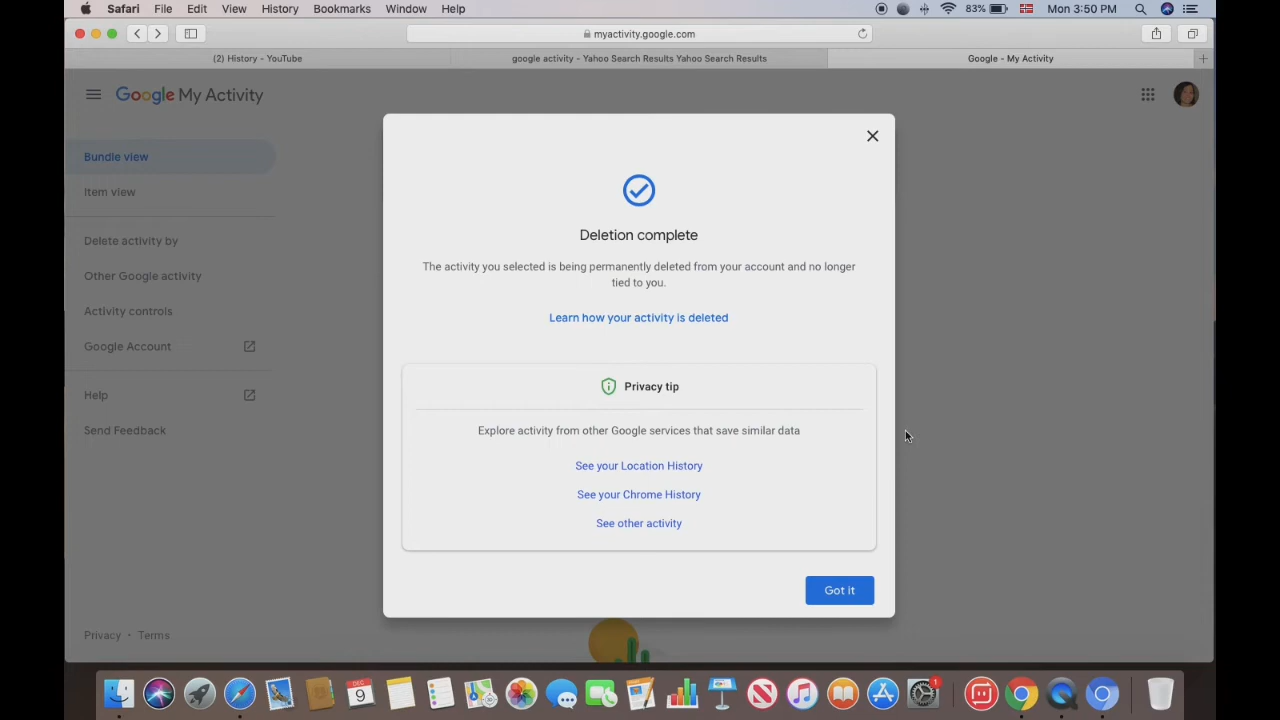 Safari File Edit View History Bookmarks Window Help 83% Mon 3:50 PM
myactivity.google.com
(2) History - YouTube
google activity - Yahoo Search Results Yahoo Search Results
Google - My Activity
Google My Activity
Bundle view
Item view
Delete activity by
Other Google activity
Activity controls
Google Account
Help
Send Feedback
Privacy • Terms
Deletion complete
The activity you selected is being permanently deleted from your account and no longer
tied to you.
Learn how your activity is deleted
Privacy tip
Explore activity from other Google services that save similar data
See your Location History
See your Chrome History
See other activity
Got it
DEC
9
1